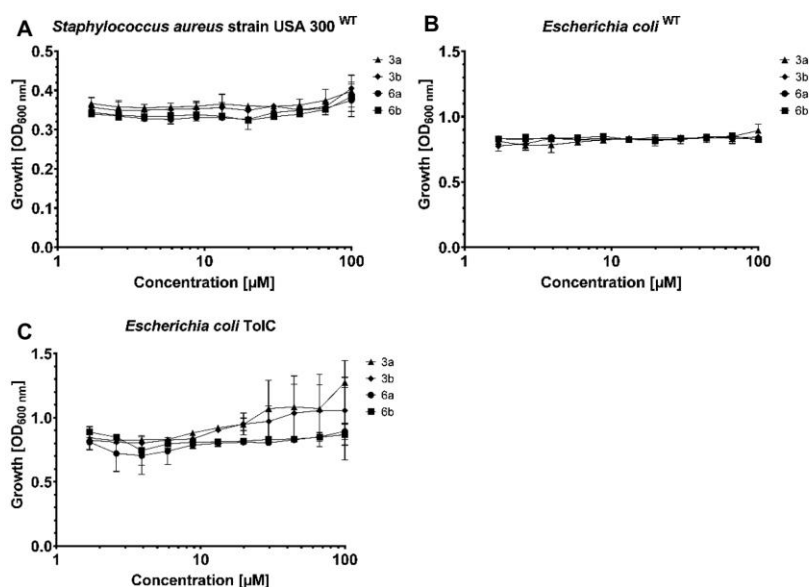 A
Staphylococcus aureus strain USA 300 WT
Growth [OD600 nm]
0.5
0.4
0.3
0.2
0.1
0.0
1
10
100
Concentration [µM]
3a
3b
6a
6b
B
Escherichia coli WT
Growth [OD600 nm]
1.5
1.0
0.5
0.0
1
10
100
Concentration [µM]
3a
3b
6a
6b
C
Escherichia coli TolC
Growth [OD600 nm]
1.5
1.0
0.5
0.0
1
10
100
Concentration [µM]
3a
3b
6a
6b